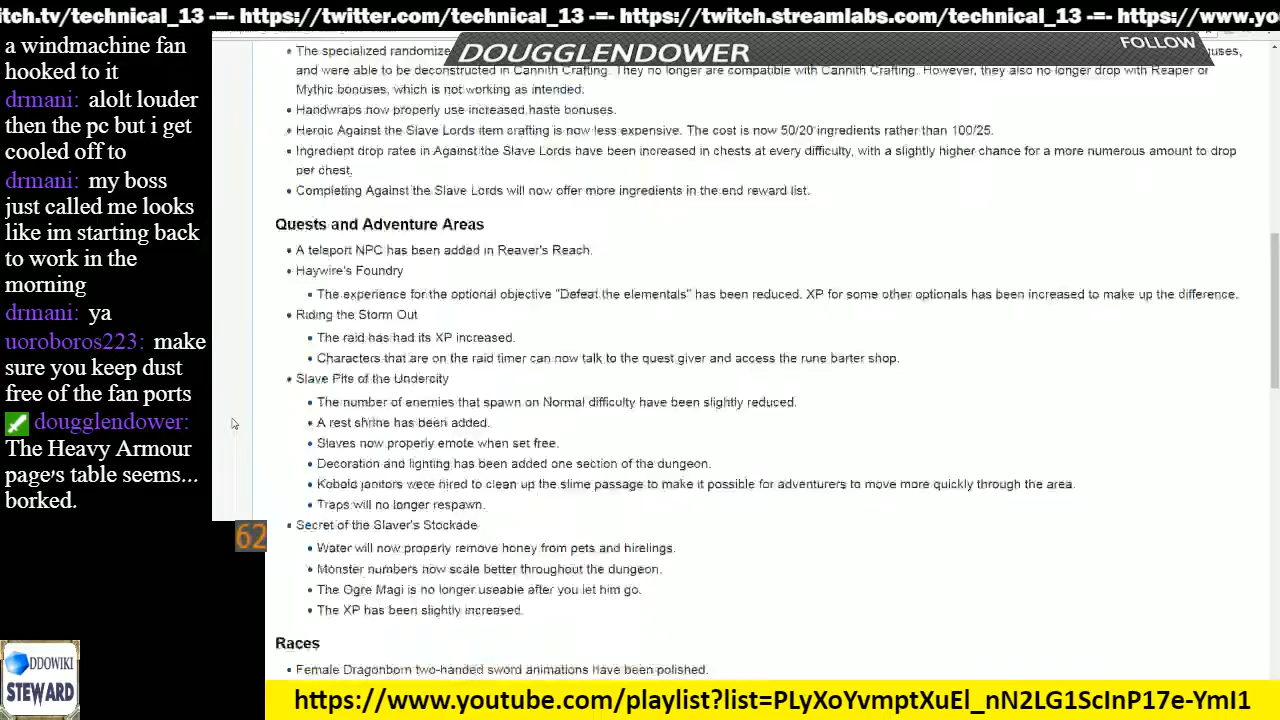 itch.tv/technical_13 -=- https://twitter.com/technical_13 -=- https://twitch.streamlabs.com/technical_13 -=- https://www.yo
DOUGGLENDOWER
FOLLOW
a windmachine fan
hooked to it
drmani: alolt louder
then the pc but i get
cooled off to
drmani: my boss
just called me looks
like im starting back
to work in the
morning
drmani: ya
uoroboros223: make
sure you keep dust
free of the fan ports
dougglendower:
The Heavy Armour
page's table seems...
borked.
62
DDOWIKI
STEWARD
The specialized randomize
uses,
and were able to be deconstructed in Cannith Crafting. They no longer are compatible with Cannith Crafting. However, they also no longer drop with Reaper or
Mythic bonuses, which is not working as intended.
Handwraps now properly use increased haste bonuses.
Heroic Against the Slave Lords item crafting is now less expensive. The cost is now 50/20 ingredients rather than 100/25.
Ingredient drop rates in Against the Slave Lords have been increased in chests at every difficulty, with a slightly higher chance for a more numerous amount to drop
per chest.
Completing Against the Slave Lords will now offer more ingredients in the end reward list.
Quests and Adventure Areas
A teleport NPC has been added in Reaver's Reach.
Haywire's Foundry
The experience for the optional objective "Defeat the elementals" has been reduced. XP for some other optionals has been increased to make up the difference.
Riding the Storm Out
The raid has had its XP increased.
Characters that are on the raid timer can now talk to the quest giver and access the rune barter shop.
Slave Pits of the Undercity
The number of enemies that spawn on Normal difficulty have been slightly reduced.
A rest shrine has been added.
Slaves now properly emote when set free.
Decoration and lighting has been added one section of the dungeon.
Kobold janitors were hired to clean up the slime passage to make it possible for adventurers to move more quickly through the area.
Traps will no longer respawn.
Secret of the Slaver's Stockade
Water will now properly remove honey from pets and hirelings.
Monster numbers now scale better throughout the dungeon.
The Ogre Magi is no longer useable after you let him go.
The XP has been slightly increased.
Races
Female Dragonborn two-handed sword animations have been polished.
https://www.youtube.com/playlist?list=PLyXoYvmptXuEl_nN2LG1ScInP17e-YmI1